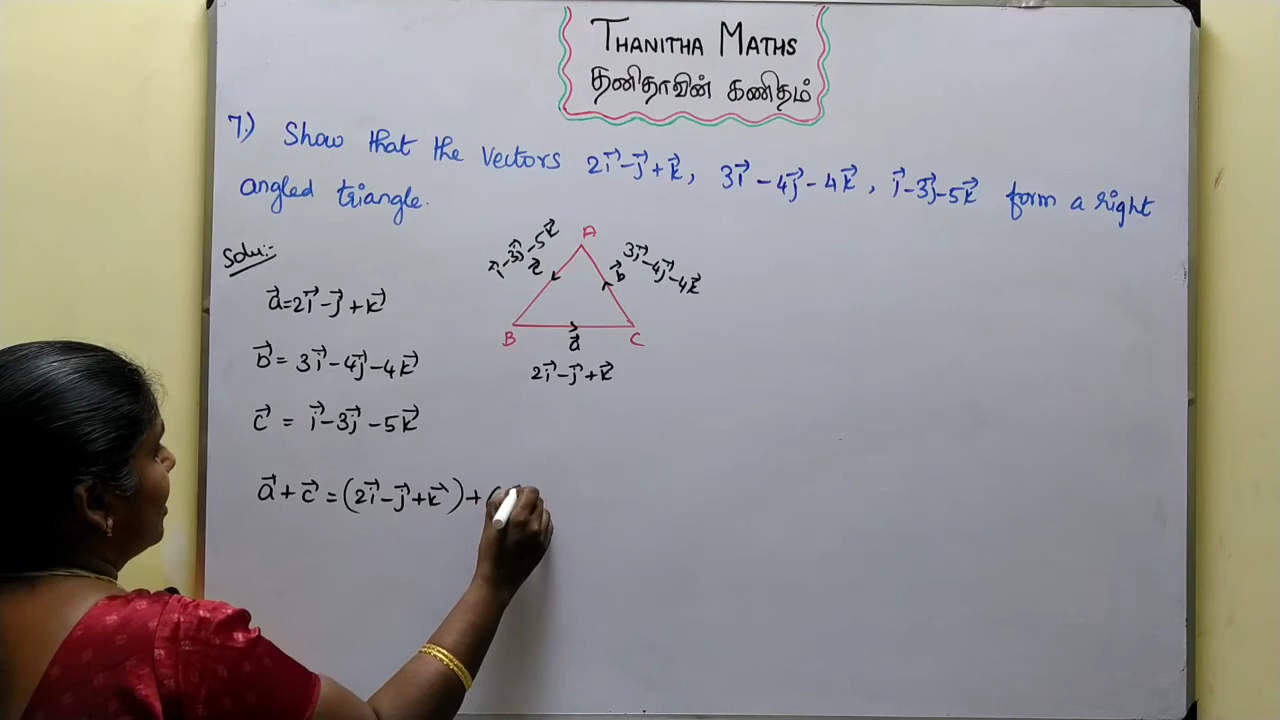 THANITHA MATHS
தனிதாவின் கணிதம்
7.) Show that the vectors 2i⃗-j⃗+k⃗, 3i⃗-4j⃗-4k⃗, i⃗-3j⃗-5k⃗ form a right
angled triangle.
Solu:-
a⃗=2i⃗-j⃗+k⃗
b⃗= 3i⃗-4j⃗-4k⃗
c⃗ = i⃗-3j⃗-5k⃗
a⃗+c⃗=(2i⃗-j⃗+k⃗)+(
A
i⃗-3j⃗-5k⃗
c⃗
3i⃗-4j⃗-4k⃗
b⃗
B
C
a⃗
2i⃗-j⃗+k⃗